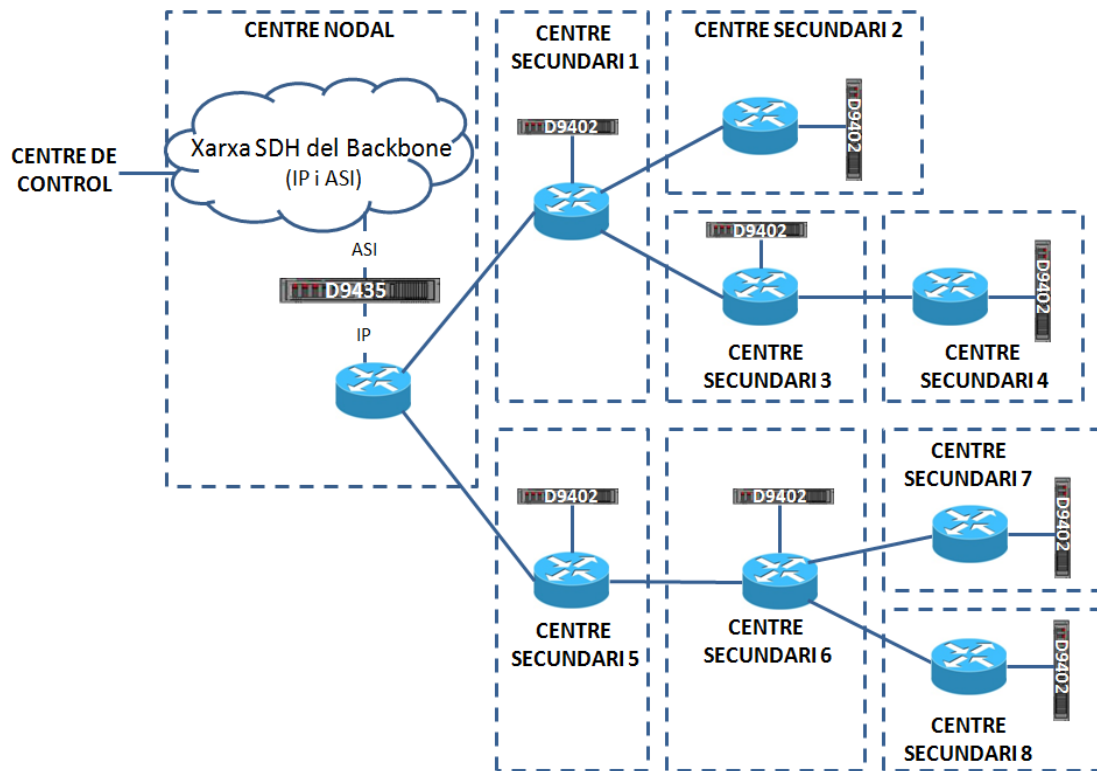 CENTRE NODAL
CENTRE DE
CONTROL
Xarxa SDH del Backbone
(IP i ASI)
ASI
D9435
IP
CENTRE
SECUNDARI 1
D9402
CENTRE SECUNDARI 2
D9402
D9402
CENTRE
SECUNDARI 3
D9402
CENTRE
SECUNDARI 4
D9402
CENTRE
SECUNDARI 5
D9402
CENTRE
SECUNDARI 6
CENTRE
SECUNDARI 7
D9402
D9402
CENTRE
SECUNDARI 8